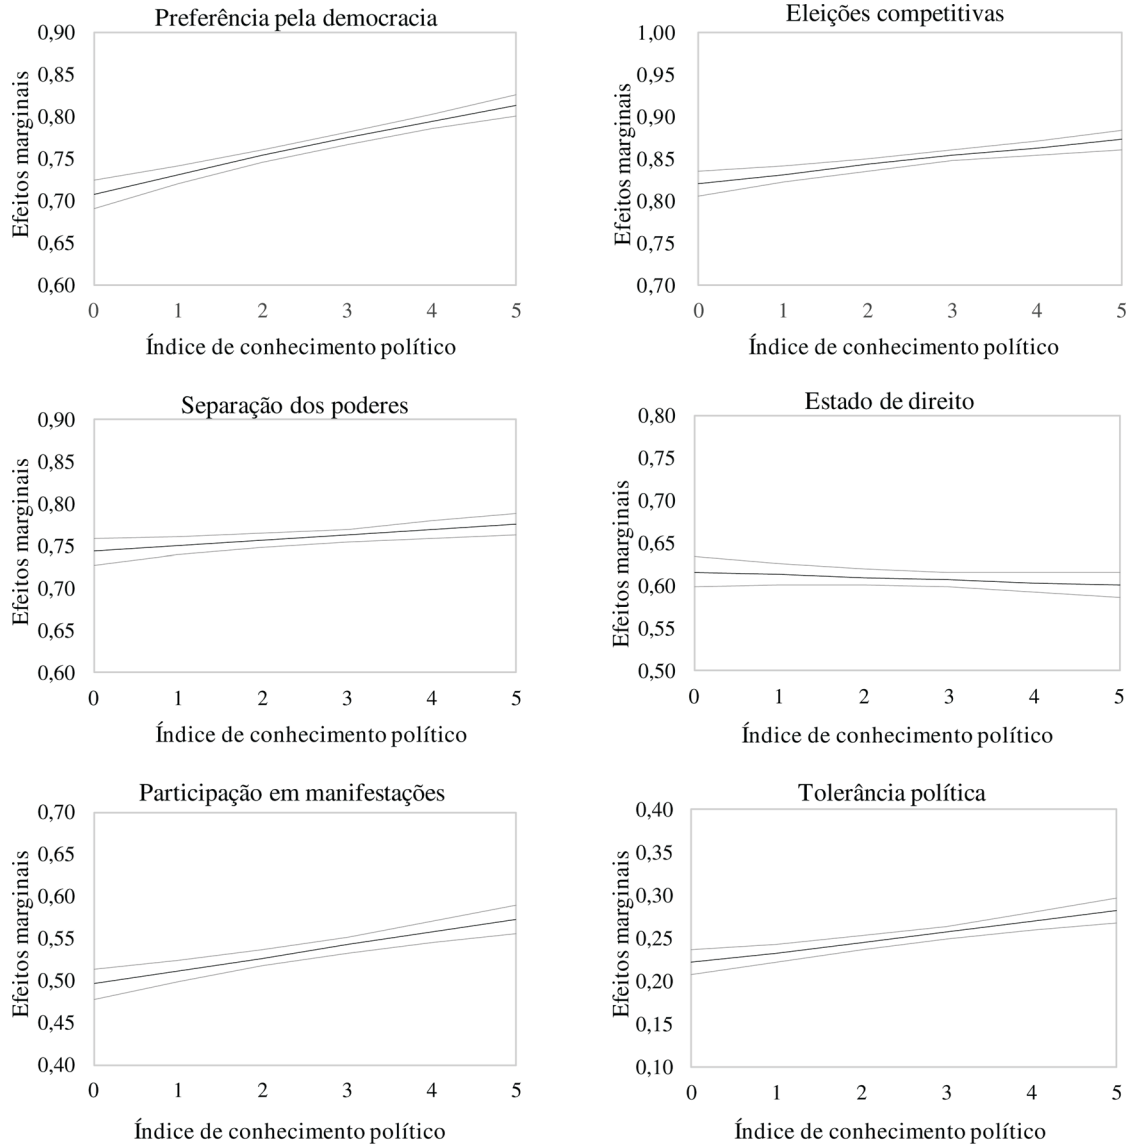 Preferência pela democracia
Efeitos marginais
0,90
0,85
0,80
0,75
0,70
0,65
0,60
0 1 2 3 4 5
Índice de conhecimento político
Eleições competitivas
Efeitos marginais
1,00
0,95
0,90
0,85
0,80
0,75
0,70
0 1 2 3 4 5
Índice de conhecimento político
Separação dos poderes
Efeitos marginais
0,90
0,85
0,80
0,75
0,70
0,65
0,60
0 1 2 3 4 5
Índice de conhecimento político
Estado de direito
Efeitos marginais
0,80
0,75
0,70
0,65
0,60
0,55
0,50
0 1 2 3 4 5
Índice de conhecimento político
Participação em manifestações
Efeitos marginais
0,70
0,65
0,60
0,55
0,50
0,45
0,40
0 1 2 3 4 5
Índice de conhecimento político
Tolerância política
Efeitos marginais
0,40
0,35
0,30
0,25
0,20
0,15
0,10
0 1 2 3 4 5
Índice de conhecimento político